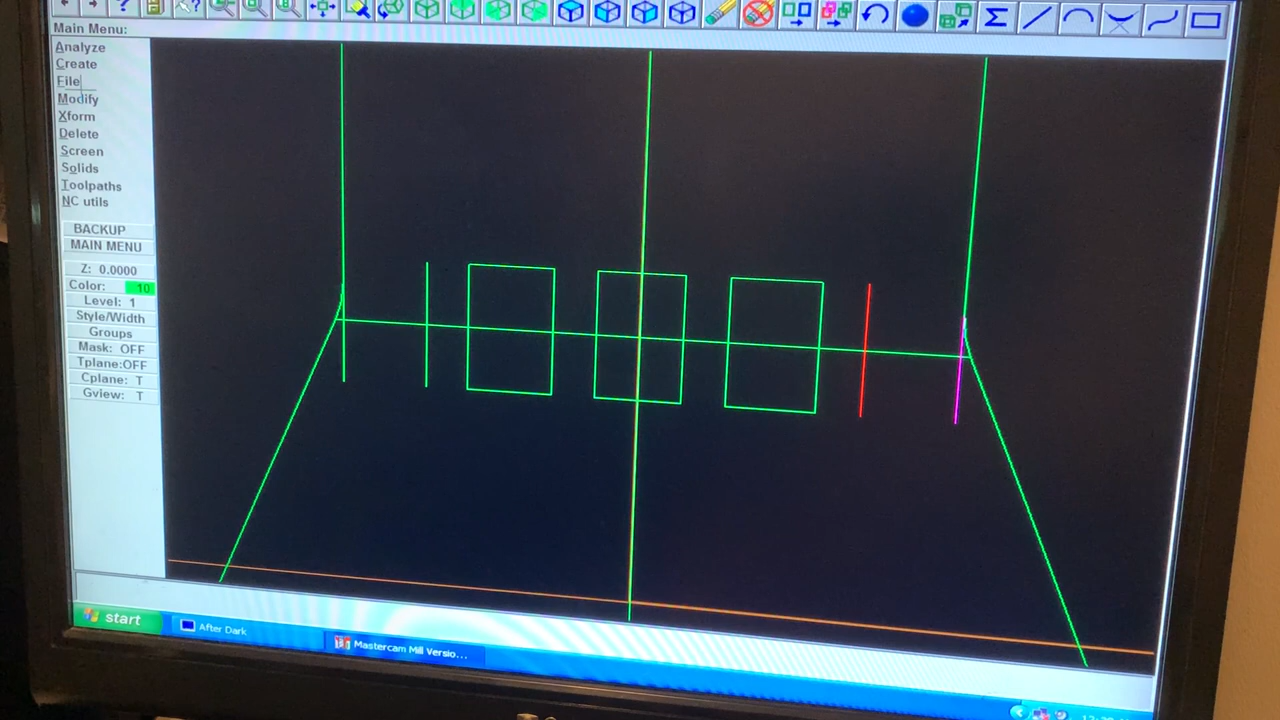 Main Menu:
Analyze
Create
File
Modify
Xform
Delete
Screen
Solids
Toolpaths
NC utils
BACKUP
MAIN MENU
Z: 0.0000
Color: 10
Level: 1
Style/Width
Groups
Mask: OFF
Tplane:OFF
Cplane: T
Gview: T
start
After Dark
Mastercam Mill Versio...